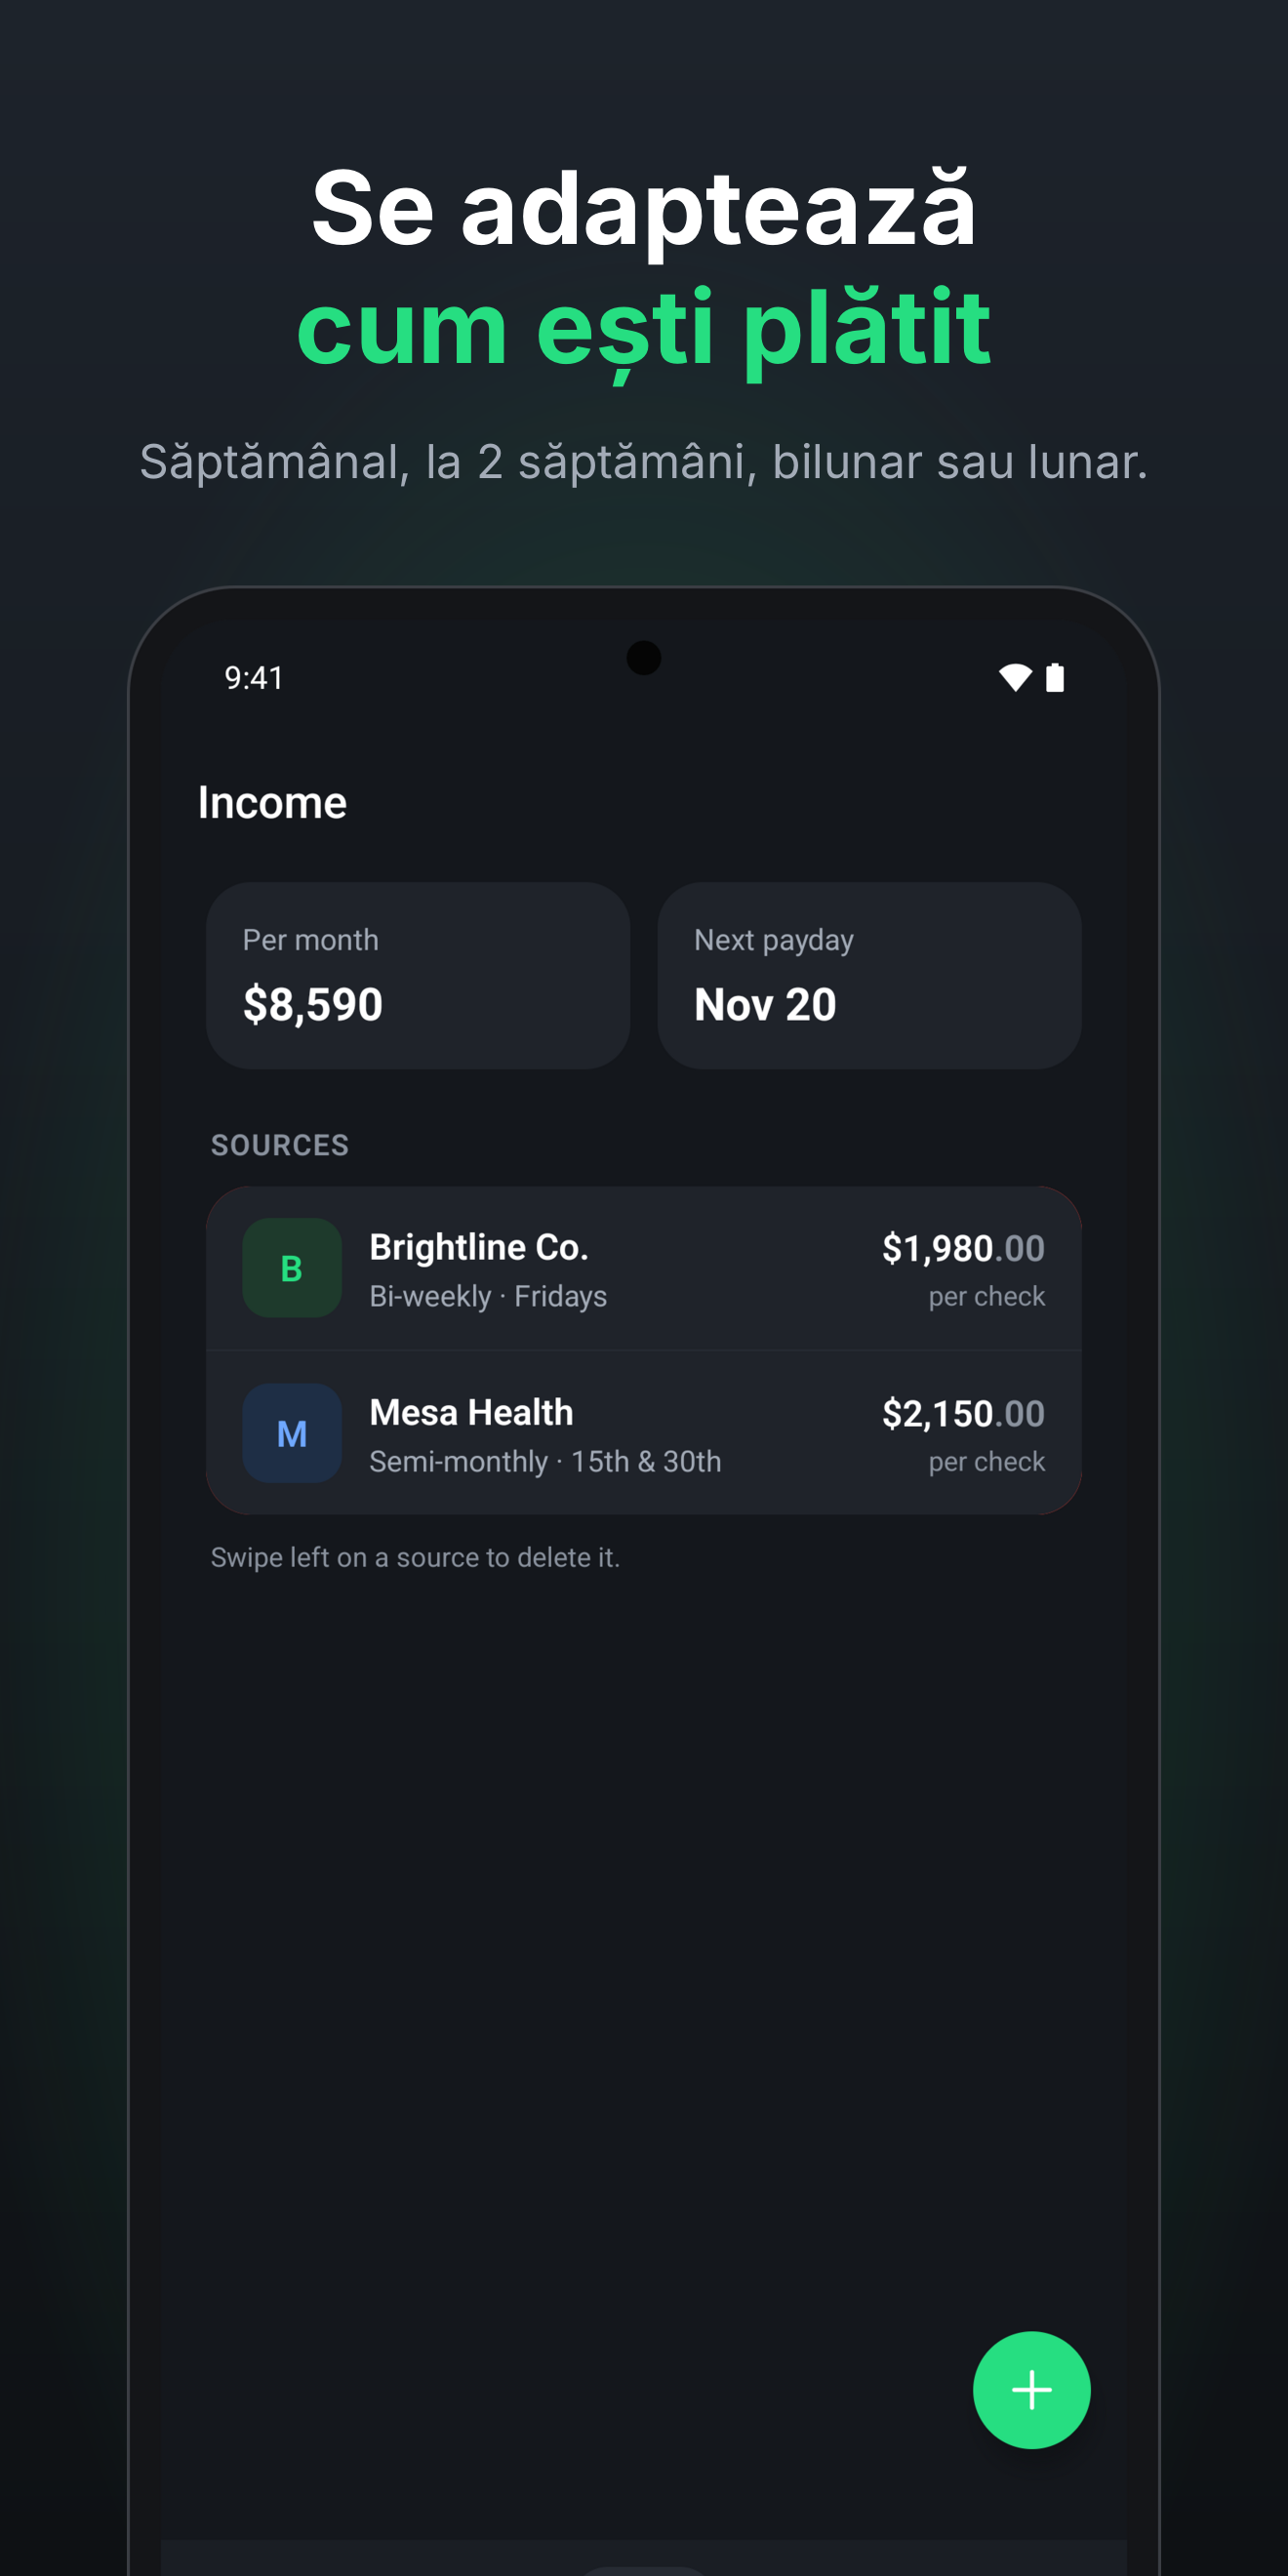 Se adaptează
cum ești plătit
Săptămânal, la 2 săptămâni, bilunar sau lunar.
9:41
Income
Per month
$8,590
Next payday
Nov 20
SOURCES
B
Brightline Co.
Bi-weekly · Fridays
$1,980.00
per check
M
Mesa Health
Semi-monthly · 15th & 30th
$2,150.00
per check
Swipe left on a source to delete it.